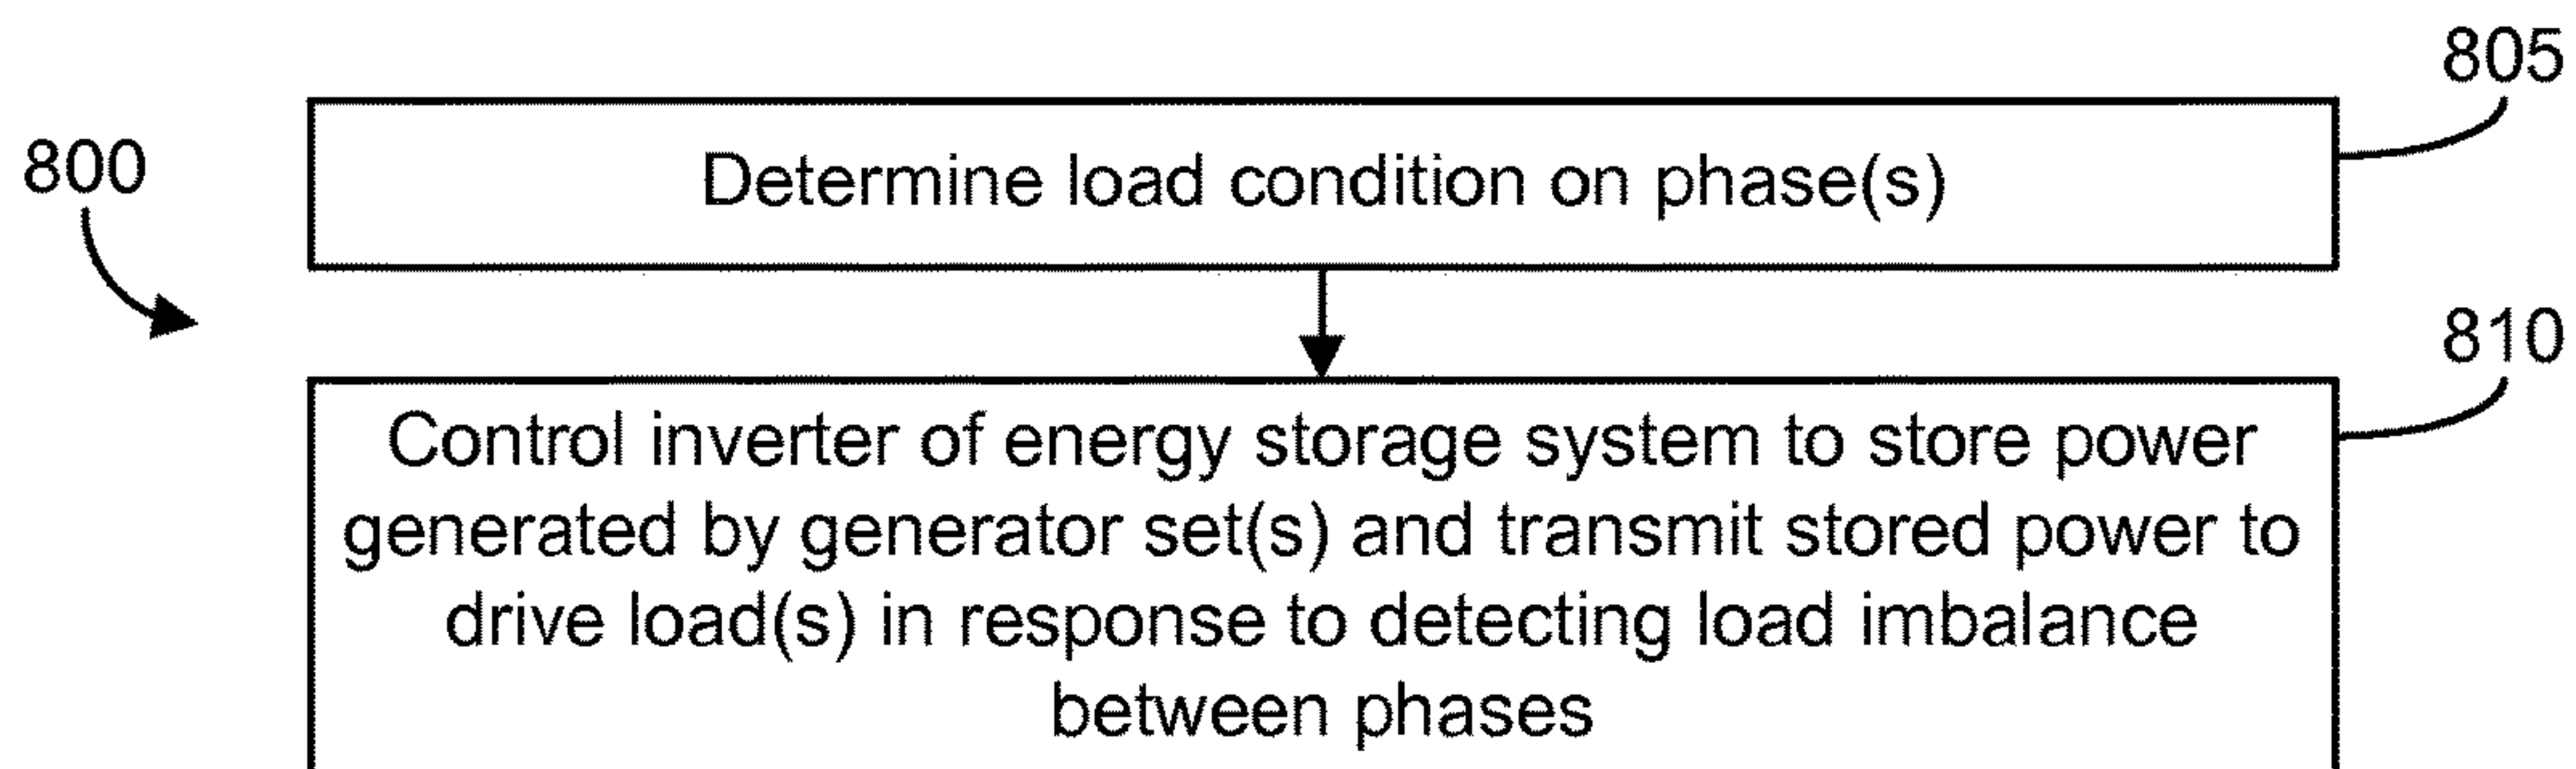 805
800
Determine load condition on phase(s)
810
Control inverter of energy storage system to store power
generated by generator set(s) and transmit stored power to
drive load(s) in response to detecting load imbalance
between phases